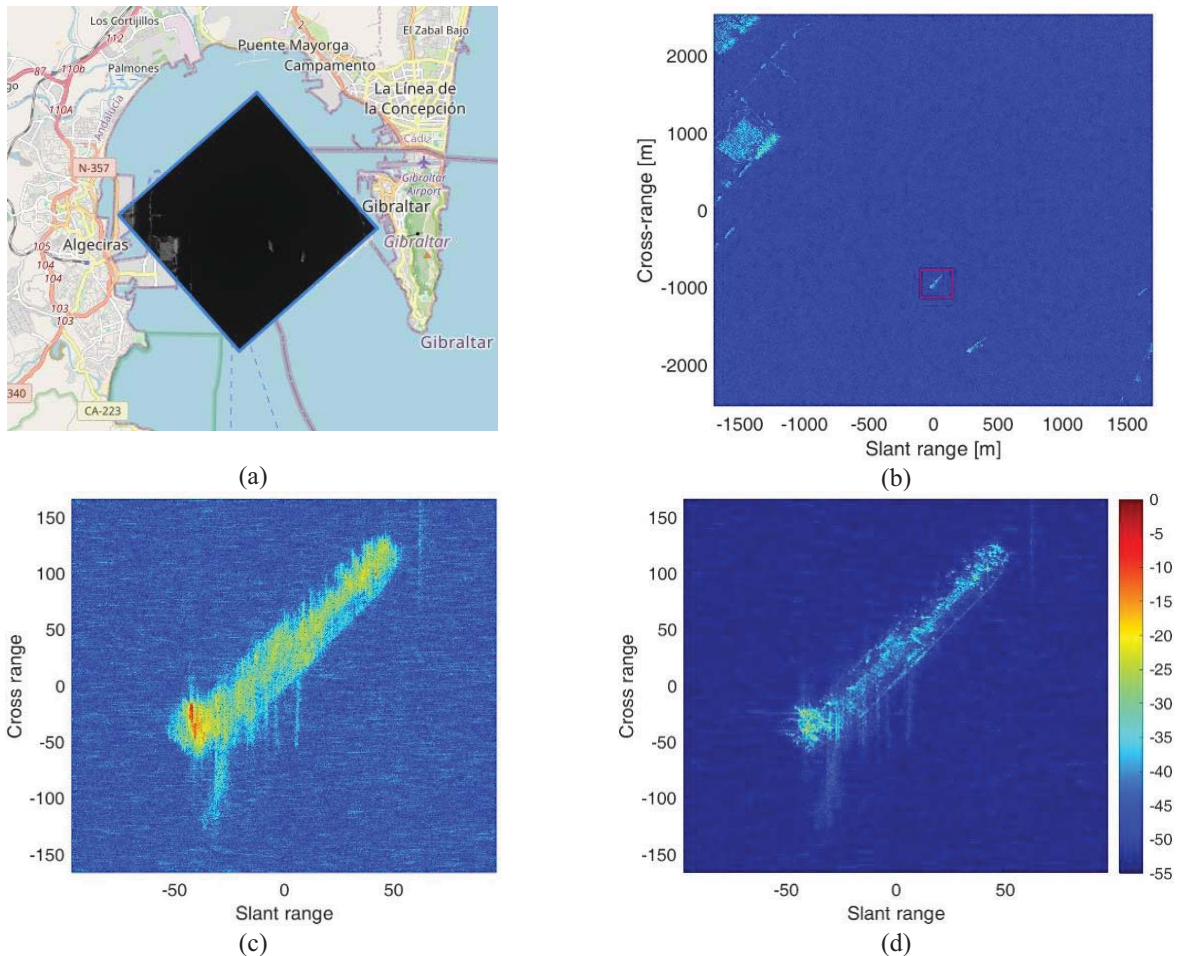 Los Cortijillos
2
El Zabal Bajo
112
Puente Mayorga
110b
87
Palmones
Campamento
La Línea de
la Concepción
110A
Andalucía
Cádiz
N-357
Gibraltar
Airport
Gibraltar
105
Algeciras
Gibraltar
104
104
103
103
Gibraltar
340
CA-223
(a)
2000
1000
0
-1000
-2000
Cross-range [m]
-1500 -1000 -500 0 500 1000 1500
Slant range [m]
(b)
150
100
50
0
-50
-100
-150
Cross range
-50 0 50
Slant range
(c)
150
100
50
0
-50
-100
-150
Cross range
-50 0 50
Slant range
0
-5
-10
-15
-20
-25
-30
-35
-40
-45
-50
-55
(d)